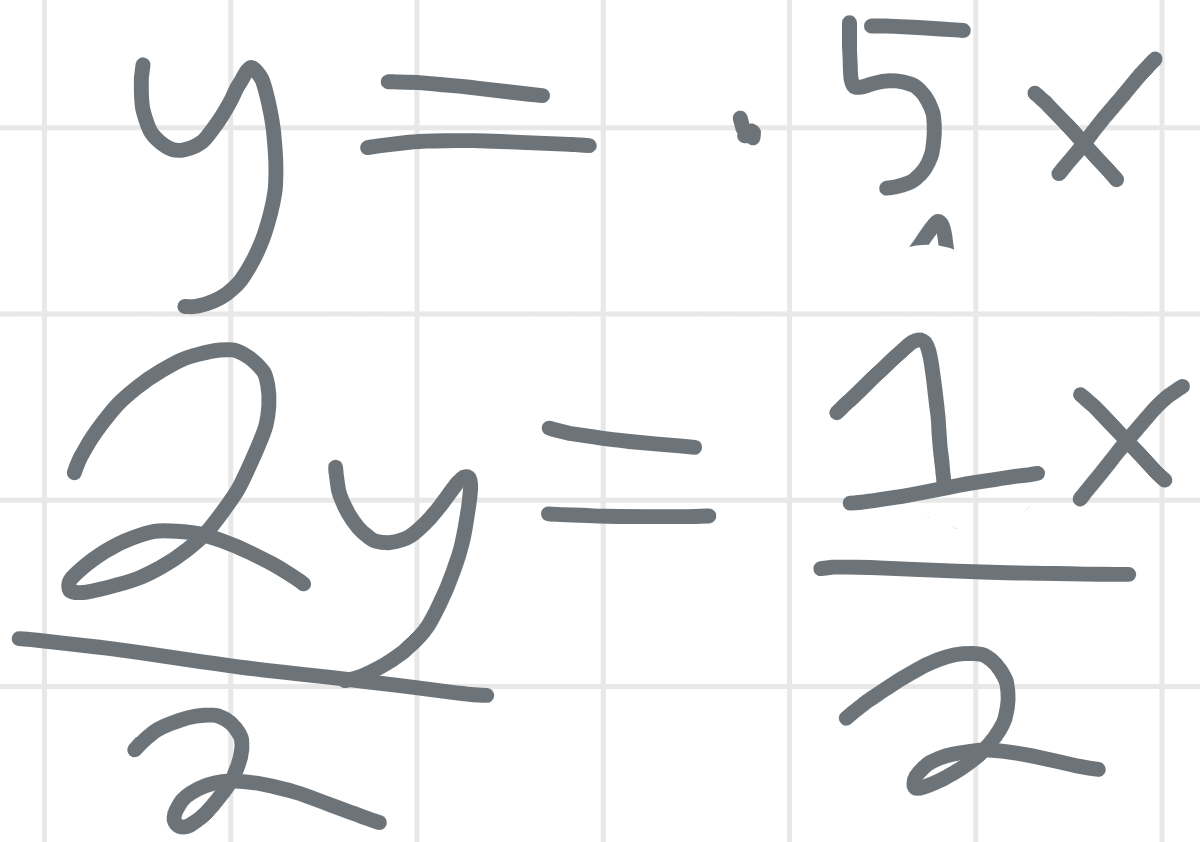 y = .5x
2y = 1x
2 2